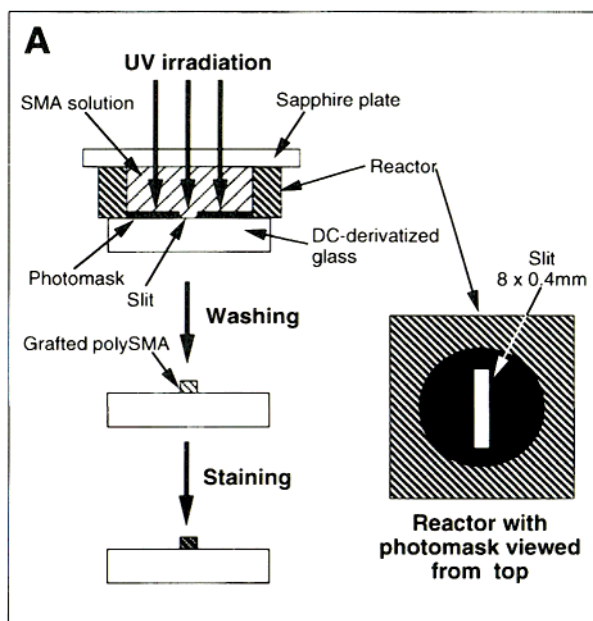 A
UV irradiation
SMA solution
Sapphire plate
Reactor
DC-derivatized
glass
Photomask
Slit
Slit
8 x 0.4mm
Washing
Grafted polySMA
Staining
Reactor with
photomask viewed
from top